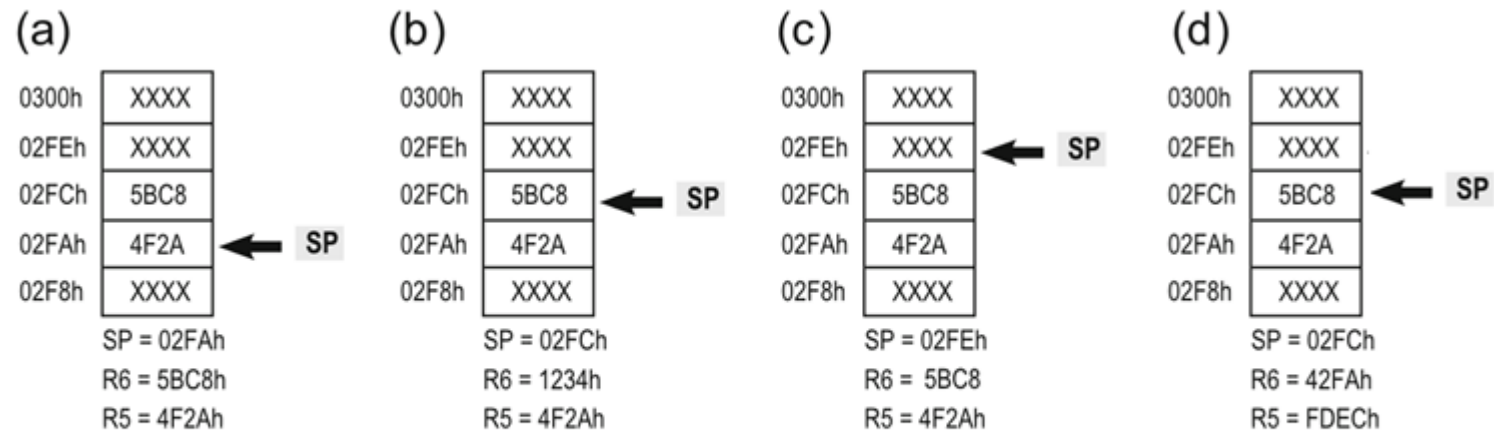 (a) (b) (c) (d)
0300h XXXX 0300h XXXX 0300h XXXX 0300h XXXX
02FEh XXXX 02FEh XXXX 02FEh XXXX SP 02FEh XXXX
02FCh 5BC8 02FCh 5BC8 SP 02FCh 5BC8 02FCh 5BC8 SP
02FAh 4F2A SP 02FAh 4F2A 02FAh 4F2A 02FAh 4F2A
02F8h XXXX 02F8h XXXX 02F8h XXXX 02F8h XXXX
SP = 02FAh SP = 02FCh SP = 02FEh SP = 02FCh
R6 = 5BC8h R6 = 1234h R6 = 5BC8 R6 = 42FAh
R5 = 4F2Ah R5 = 4F2Ah R5 = 4F2Ah R5 = FDECh